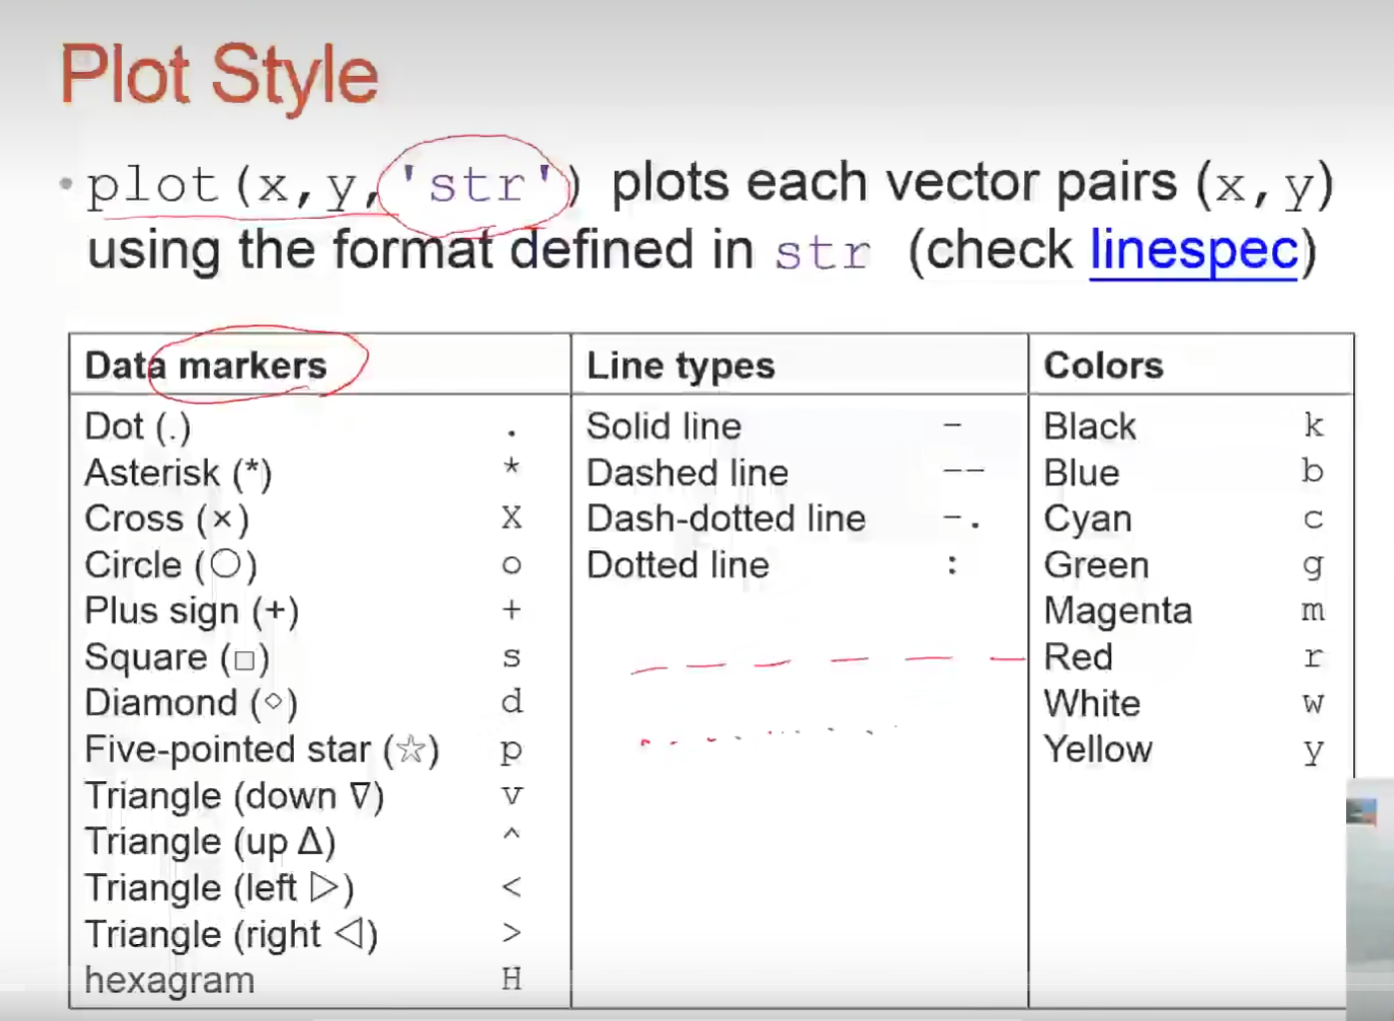 Plot Style
• plot(x,y,'str') plots each vector pairs (x,y)
using the format defined in str (check linespec)
Data markers Line types Colors
Dot (.) . Solid line - Black k
Asterisk (*) * Dashed line -- Blue b
Cross (×) X Dash-dotted line -. Cyan c
Circle (○) o Dotted line : Green g
Plus sign (+) + Magenta m
Square (□) s Red r
Diamond (◇) d White w
Five-pointed star (☆) p Yellow y
Triangle (down ∇) v
Triangle (up Δ) ^
Triangle (left ▷) <
Triangle (right ◁) >
hexagram H